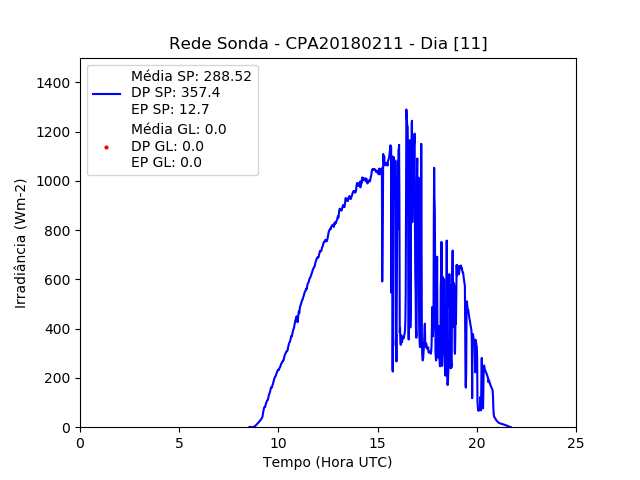 Rede Sonda - CPA20180211 - Dia [11]
Média SP: 288.52
DP SP: 357.4
EP SP: 12.7
Média GL: 0.0
DP GL: 0.0
EP GL: 0.0
Irradiância (Wm-2)
1400
1200
1000
800
600
400
200
0
0 5 10 15 20 25
Tempo (Hora UTC)